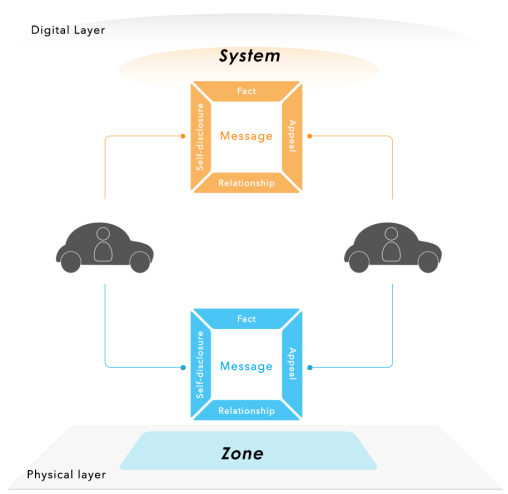 Digital Layer
System
Fact
Self-disclosure
Message
Appeal
Relationship
Fact
Self-disclosure
Message
Appeal
Relationship
Zone
Physical layer